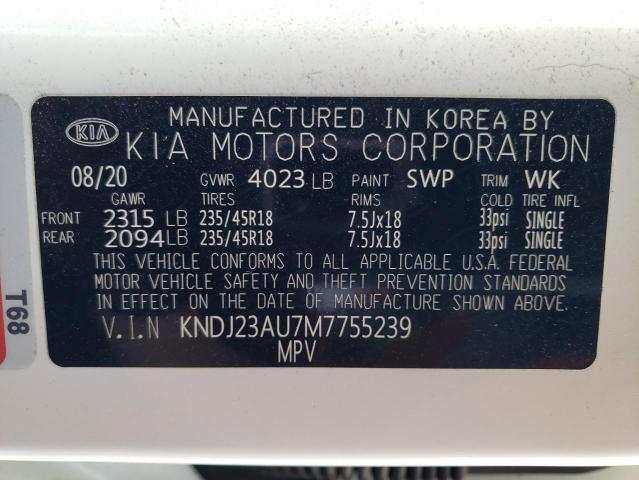 MANUFACTURED IN KOREA BY
KIA KIA MOTORS CORPORATION
08/20 GVWR 4023 LB PAINT SWP TRIM WK
GAWR TIRES RIMS COLD TIRE INFL
FRONT 2315 LB 235/45R18 7.5Jx18 33psi SINGLE
REAR 2094 LB 235/45R18 7.5Jx18 33psi SINGLE
THIS VEHICLE CONFORMS TO ALL APPLICABLE U.S.A. FEDERAL
MOTOR VEHICLE SAFETY AND THEFT PREVENTION STANDARDS
IN EFFECT ON THE DATE OF MANUFACTURE SHOWN ABOVE.
V.I.N KNDJ23AU7M7755239
MPV
T68